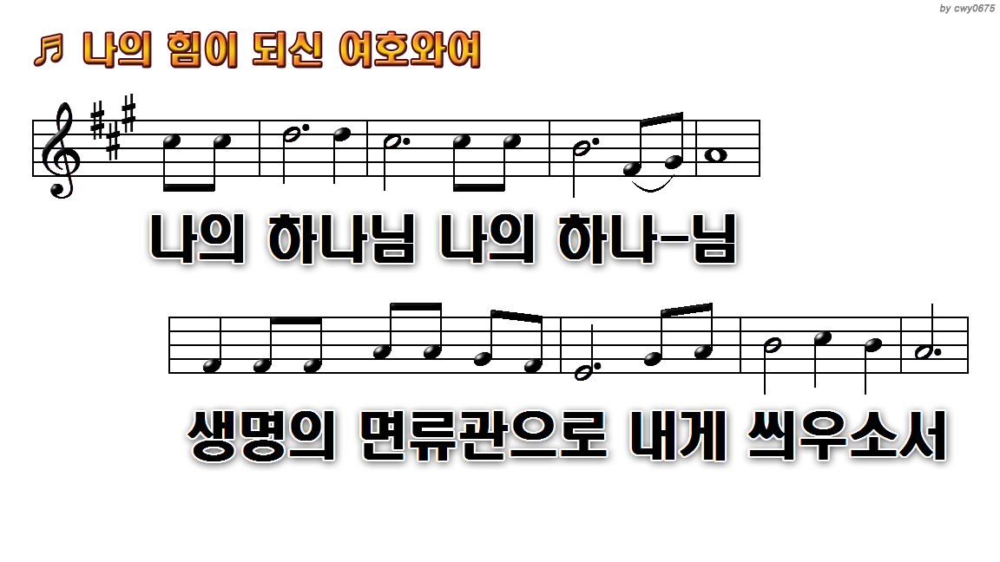 by cwy0675
나의 힘이 되신 여호와여
나의 하나님 나의 하나-님
생명의 면류관으로 내게 씌우소서